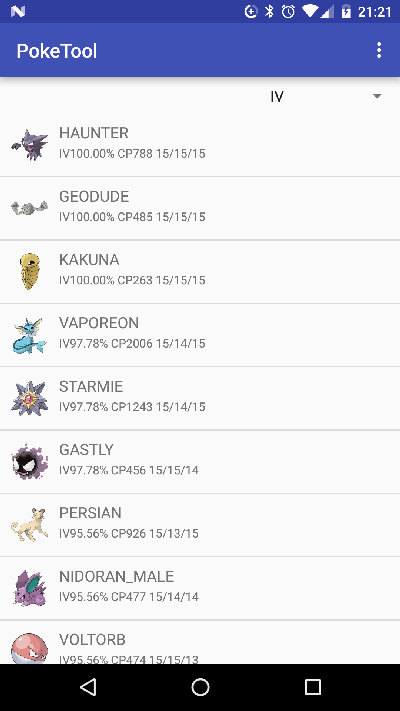 21:21
PokeTool
IV
HAUNTER
IV100.00% CP788 15/15/15
GEODUDE
IV100.00% CP485 15/15/15
KAKUNA
IV100.00% CP263 15/15/15
VAPOREON
IV97.78% CP2006 15/14/15
STARMIE
IV97.78% CP1243 15/14/15
GASTLY
IV97.78% CP456 15/15/14
PERSIAN
IV95.56% CP926 15/13/15
NIDORAN_MALE
IV95.56% CP477 15/14/14
VOLTORB
IV95.56% CP474 15/15/13